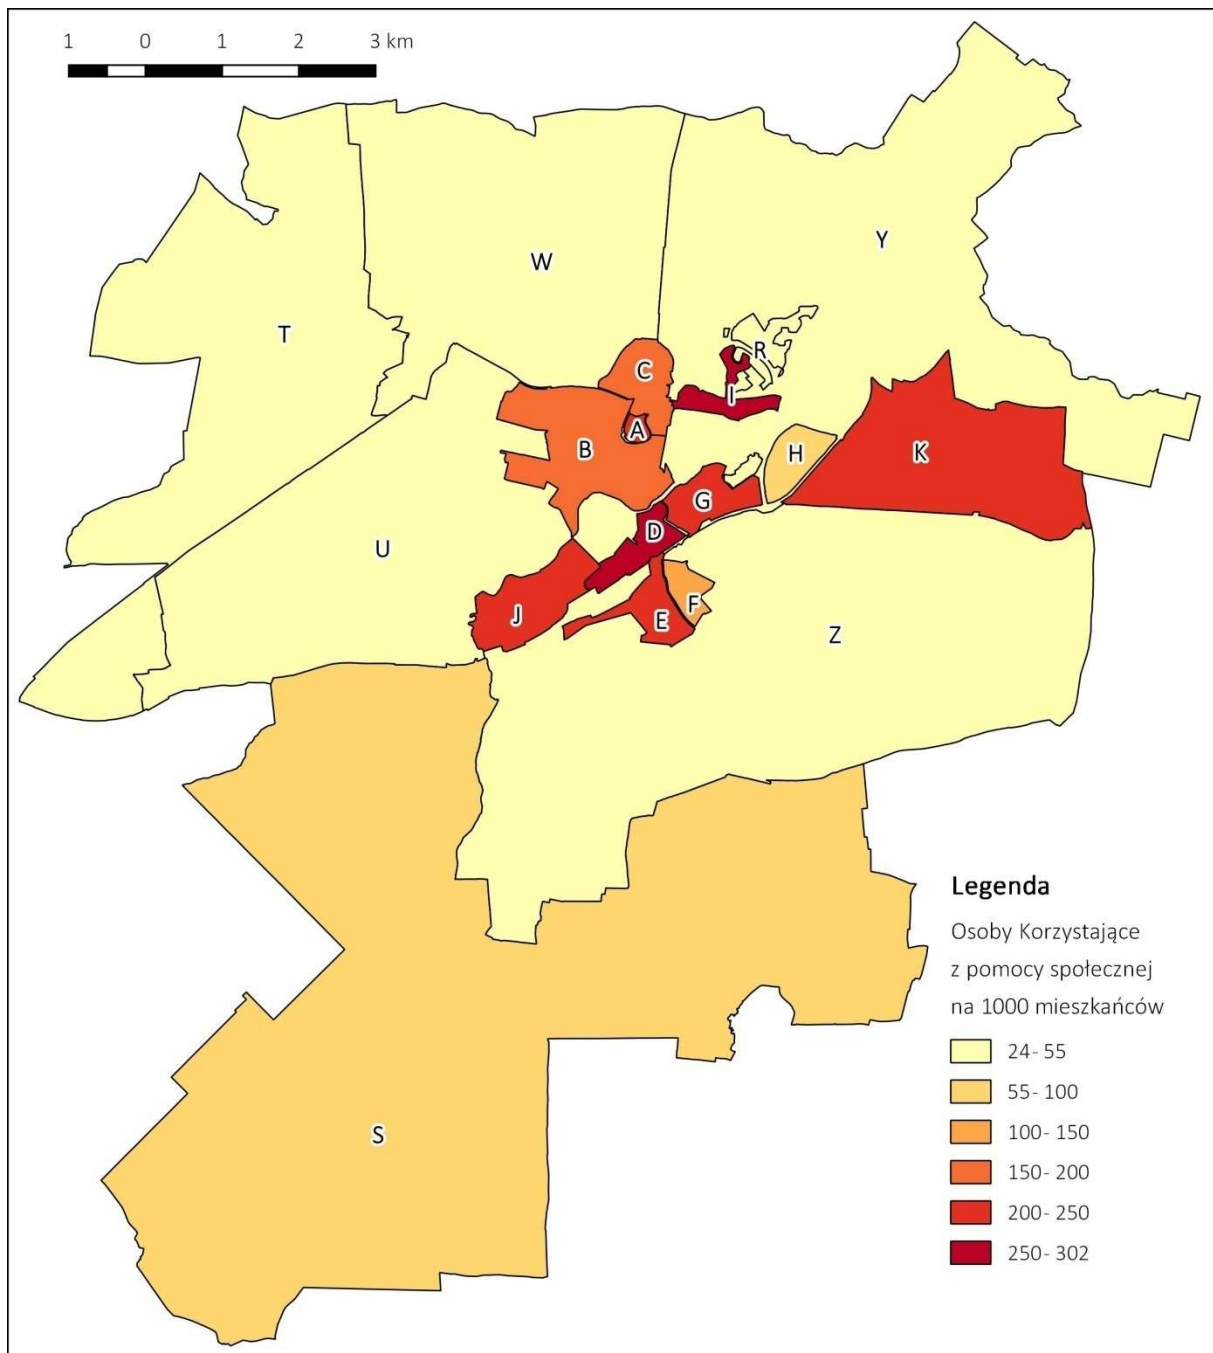 1 0 1 2 3 km
Y
W
T
R
C
I
A
B
H
K
G
D
U
F
J
E
Z
S
Legenda
Osoby Korzystające
z pomocy społecznej
na 1000 mieszkańców
24- 55
55- 100
100- 150
150- 200
200- 250
250- 302